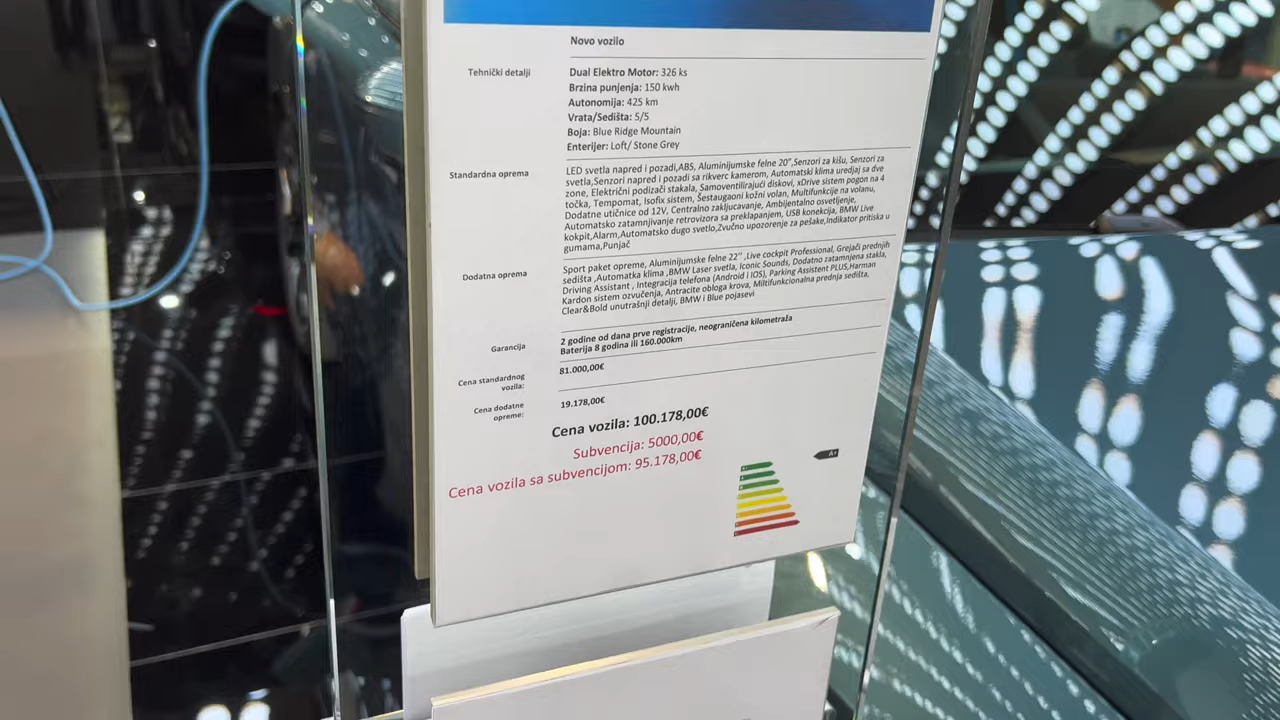 Novo vozilo
Tehnički detalji
Dual Elektro Motor: 326 ks
Brzina punjenja: 150 kwh
Autonomija: 425 km
Vrata/Sedišta: 5/5
Boja: Blue Ridge Mountain
Enterijer: Loft/ Stone Grey
Standardna oprema
LED svetla napred i pozadi,ABS, Aluminijumske felne 20",Senzori za kišu, Senzori za
svetla,Senzori napred i pozadi sa rikverc kamerom, Automatski klima uredjaj sa dve
zone, Električni podizači stakala, Samoventilirajući diskovi, xDrive sistem pogon na 4
točka, Tempomat, Isofix sistem, Šestaugaoni kožni volan, Multifunkcije na volanu,
Dodatne utičnice od 12V, Centralno zaključavanje, Ambijentalno osvetljenje,
Automatsko zatamnjivanje retrovizora sa preklapanjem, USB konekcija, BMW Live
kokpit,Alarm,Automatsko dugo svetlo,Zvučno upozorenje za pešake,Indikator pritiska u
gumama,Punjač
Dodatna oprema
Sport paket opreme, Aluminijumske felne 22" ,Live cockpit Professional, Grejači prednjih
sedišta ,Automatka klima ,BMW Laser svetla, Iconic Sounds, Dodatno zatamnjena stakla,
Driving Assistant , Integracija telefona (Android i IOS), Parking Assistent PLUS,Harman
Kardon sistem ozvučenja, Antracite obloga krova, Miltifunkcionalna prednja sedišta,
Clear&Bold unutrašnji detalji, BMW i Blue pojasevi
Garancija
2 godine od dana prve registracije, neograničena kilometraža
Baterija 8 godina ili 160.000km
Cena standardnog
vozila:
81.000,00€
Cena dodatne
opreme:
19.178,00€
Cena vozila: 100.178,00€
Subvencija: 5000,00€
Cena vozila sa subvencijom: 95.178,00€
A+